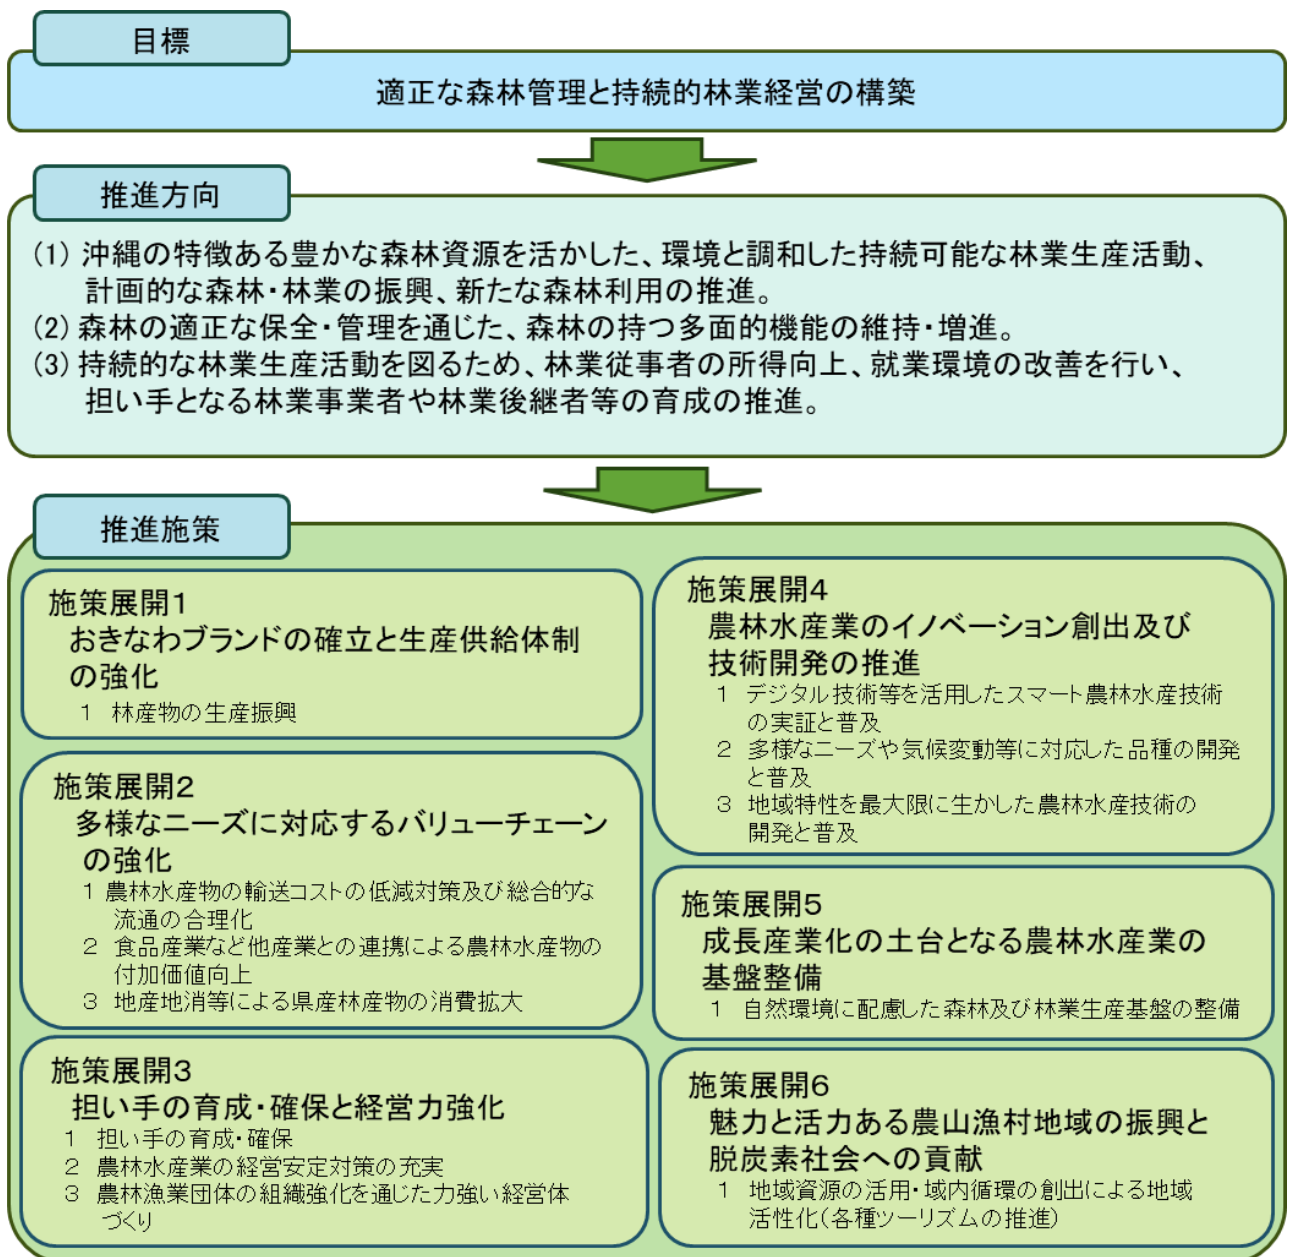 目標
適正な森林管理と持続的林業経営の構築
推進方向
(1) 沖縄の特徴ある豊かな森林資源を活かした、環境と調和した持続可能な林業生産活動、
計画的な森林・林業の振興、新たな森林利用の推進。
(2) 森林の適正な保全・管理を通じた、森林の持つ多面的機能の維持・増進。
(3) 持続的な林業生産活動を図るため、林業従事者の所得向上、就業環境の改善を行い、
担い手となる林業事業者や林業後継者等の育成の推進。
推進施策
施策展開1
おきなわブランドの確立と生産供給体制
の強化
1 林産物の生産振興
施策展開2
多様なニーズに対応するバリューチェーン
の強化
1 農林水産物の輸送コストの低減対策及び総合的な
流通の合理化
2 食品産業など他産業との連携による農林水産物の
付加価値向上
3 地産地消等による県産林産物の消費拡大
施策展開3
担い手の育成・確保と経営力強化
1 担い手の育成・確保
2 農林水産業の経営安定対策の充実
3 農林漁業団体の組織強化を通じた力強い経営体
づくり
施策展開4
農林水産業のイノベーション創出及び
技術開発の推進
1 デジタル技術等を活用したスマート農林水産技術
の実証と普及
2 多様なニーズや気候変動等に対応した品種の開発
と普及
3 地域特性を最大限に生かした農林水産技術の
開発と普及
施策展開5
成長産業化の土台となる農林水産業の
基盤整備
1 自然環境に配慮した森林及び林業生産基盤の整備
施策展開6
魅力と活力ある農山漁村地域の振興と
脱炭素社会への貢献
1 地域資源の活用・域内循環の創出による地域
活性化(各種ツーリズムの推進)